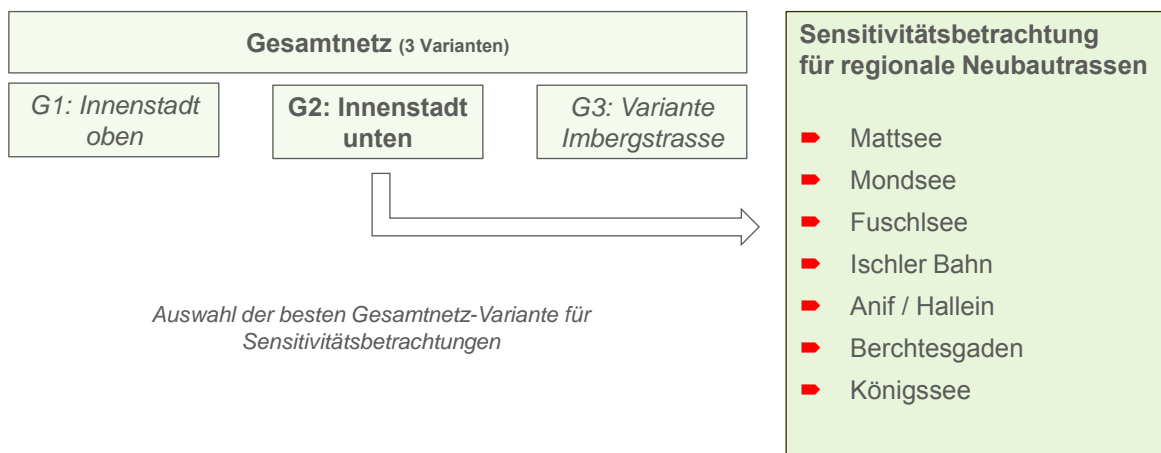 Gesamtnetz (3 Varianten)
G1: Innenstadt
oben
G2: Innenstadt
unten
G3: Variante
Imbergstrasse
Auswahl der besten Gesamtnetz-Variante für
Sensitivitätsbetrachtungen
Sensitivitätsbetrachtung
für regionale Neubautrassen
Mattsee
Mondsee
Fuschlsee
Ischler Bahn
Anif / Hallein
Berchtesgaden
Königssee